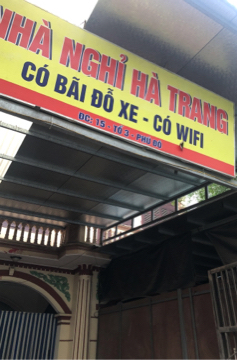 NHÀ NGHỈ HÀ TRANG
CÓ BÃI ĐỖ XE - CÓ WIFI
ĐC: 15 - TỔ 3 - PHÚ ĐÔ